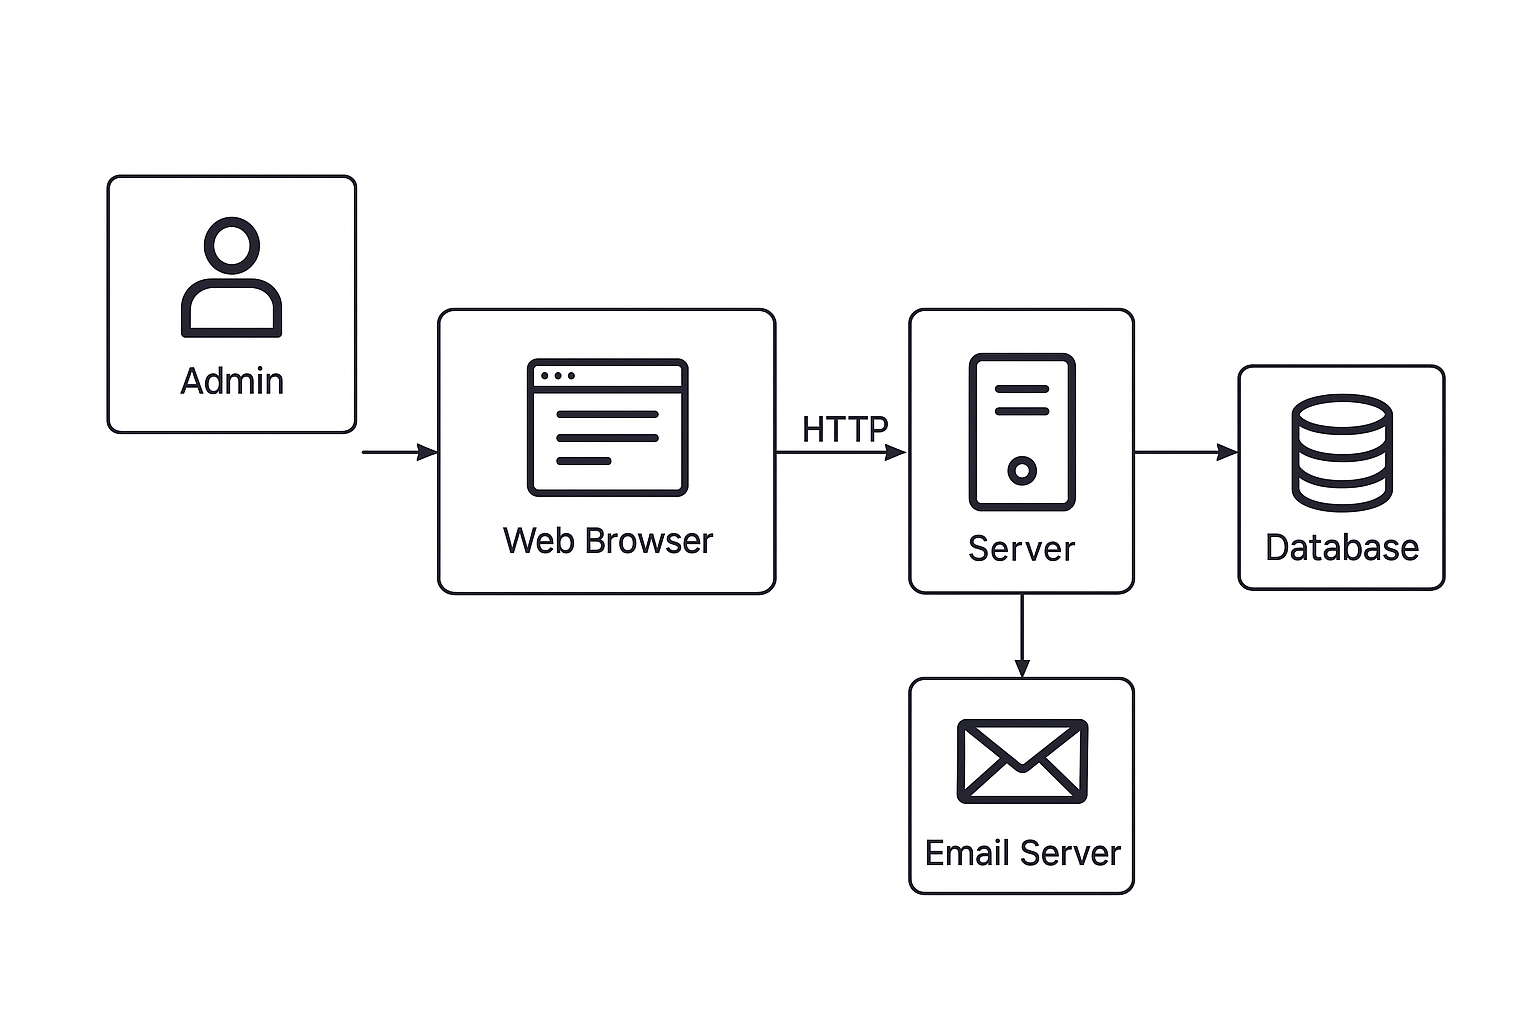 Admin
Web Browser
HTTP
Server
Database
Email Server